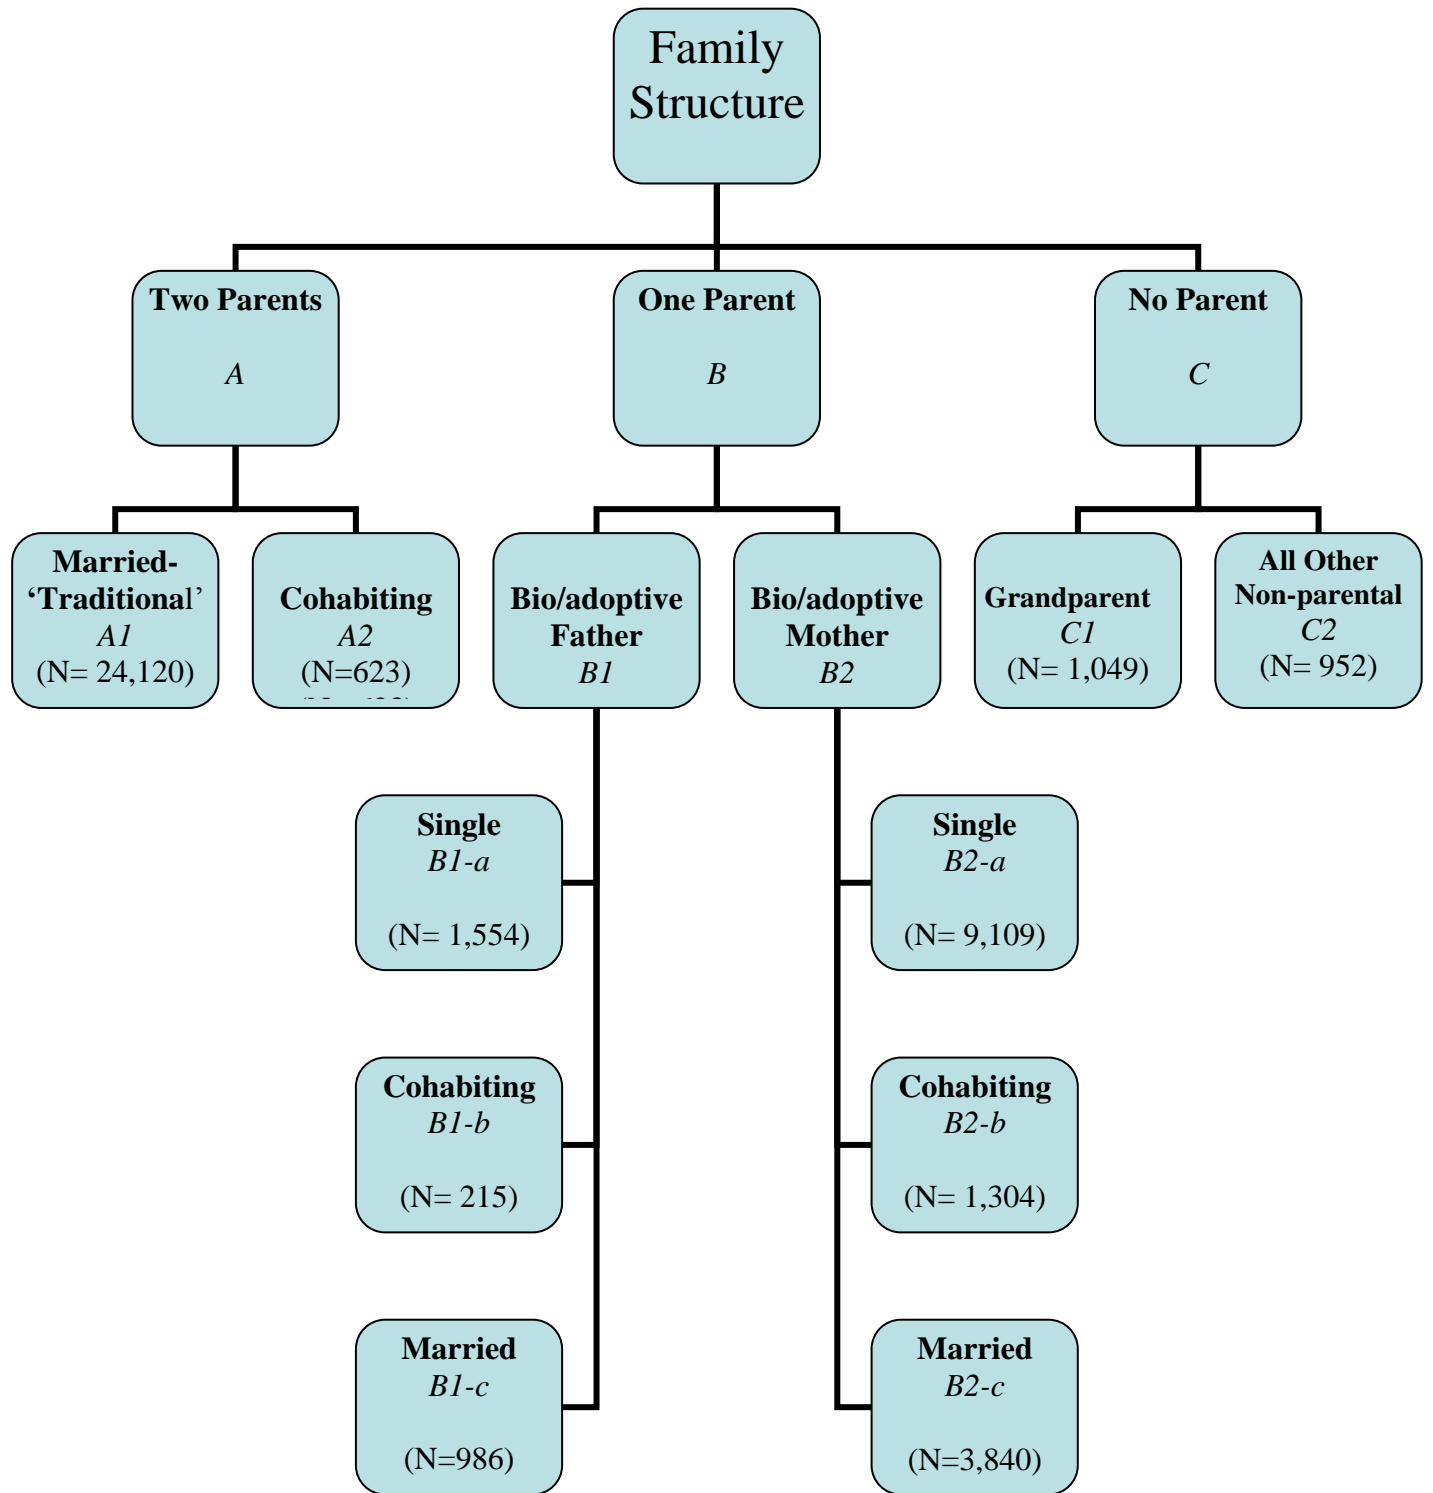 Family
Structure
Two Parents
A
One Parent
B
No Parent
C
Married-
‘Traditional’
A1
(N= 24,120)
Cohabiting
A2
(N=623)
Bio/adoptive
Father
B1
Bio/adoptive
Mother
B2
Grandparent
C1
(N= 1,049)
All Other
Non-parental
C2
(N= 952)
Single
B1-a
(N= 1,554)
Single
B2-a
(N= 9,109)
Cohabiting
B1-b
(N= 215)
Cohabiting
B2-b
(N= 1,304)
Married
B1-c
(N=986)
Married
B2-c
(N=3,840)